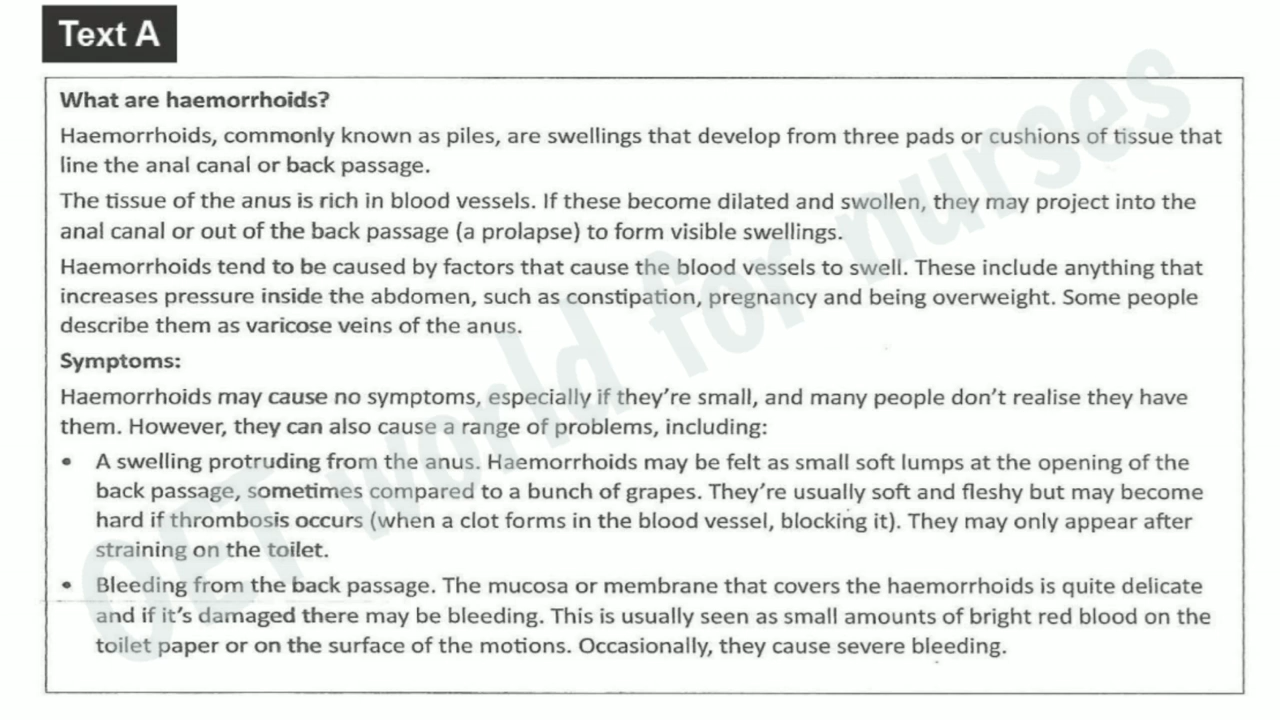 Text A
What are haemorrhoids?
Haemorrhoids, commonly known as piles, are swellings that develop from three pads or cushions of tissue that
line the anal canal or back passage.
The tissue of the anus is rich in blood vessels. If these become dilated and swollen, they may project into the
anal canal or out of the back passage (a prolapse) to form visible swellings.
Haemorrhoids tend to be caused by factors that cause the blood vessels to swell. These include anything that
increases pressure inside the abdomen, such as constipation, pregnancy and being overweight. Some people
describe them as varicose veins of the anus.
Symptoms:
Haemorrhoids may cause no symptoms, especially if they're small, and many people don't realise they have
them. However, they can also cause a range of problems, including:
• A swelling protruding from the anus. Haemorrhoids may be felt as small soft lumps at the opening of the
back passage, sometimes compared to a bunch of grapes. They're usually soft and fleshy but may become
hard if thrombosis occurs (when a clot forms in the blood vessel, blocking it). They may only appear after
straining on the toilet.
• Bleeding from the back passage. The mucosa or membrane that covers the haemorrhoids is quite delicate
and if it's damaged there may be bleeding. This is usually seen as small amounts of bright red blood on the
toilet paper or on the surface of the motions. Occasionally, they cause severe bleeding.
OET world for nurses